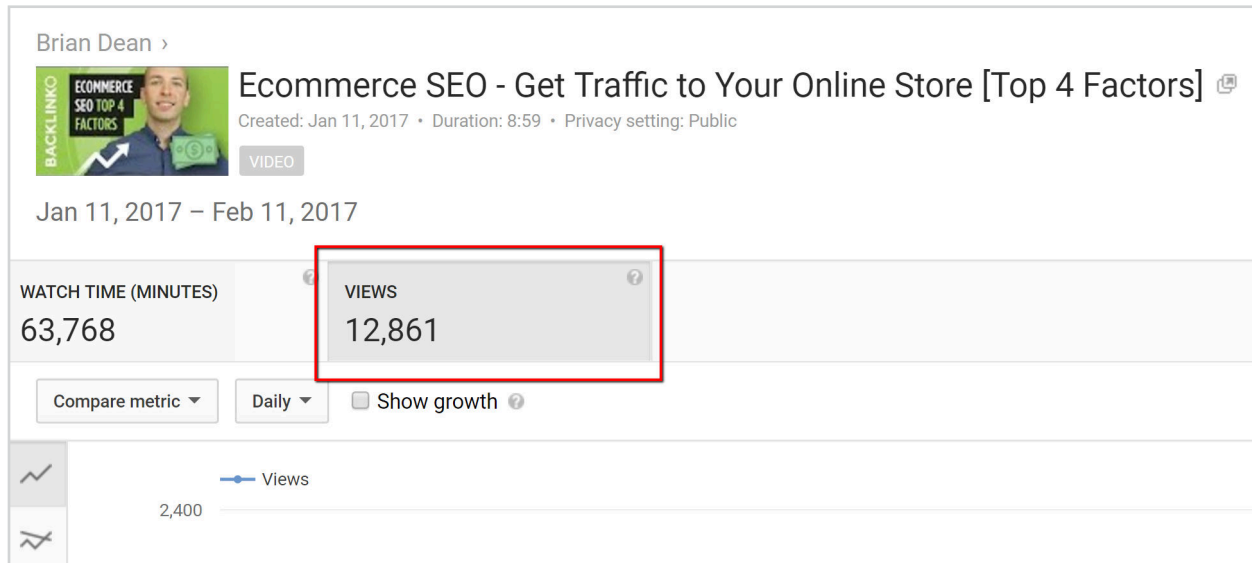 Brian Dean ›
BACKLINKO
ECOMMERCE
SEO TOP 4
FACTORS
Ecommerce SEO - Get Traffic to Your Online Store [Top 4 Factors]
Created: Jan 11, 2017 • Duration: 8:59 • Privacy setting: Public
VIDEO
Jan 11, 2017 – Feb 11, 2017
WATCH TIME (MINUTES) ?
63,768
VIEWS ?
12,861
Compare metric Daily Show growth ?
Views
2,400